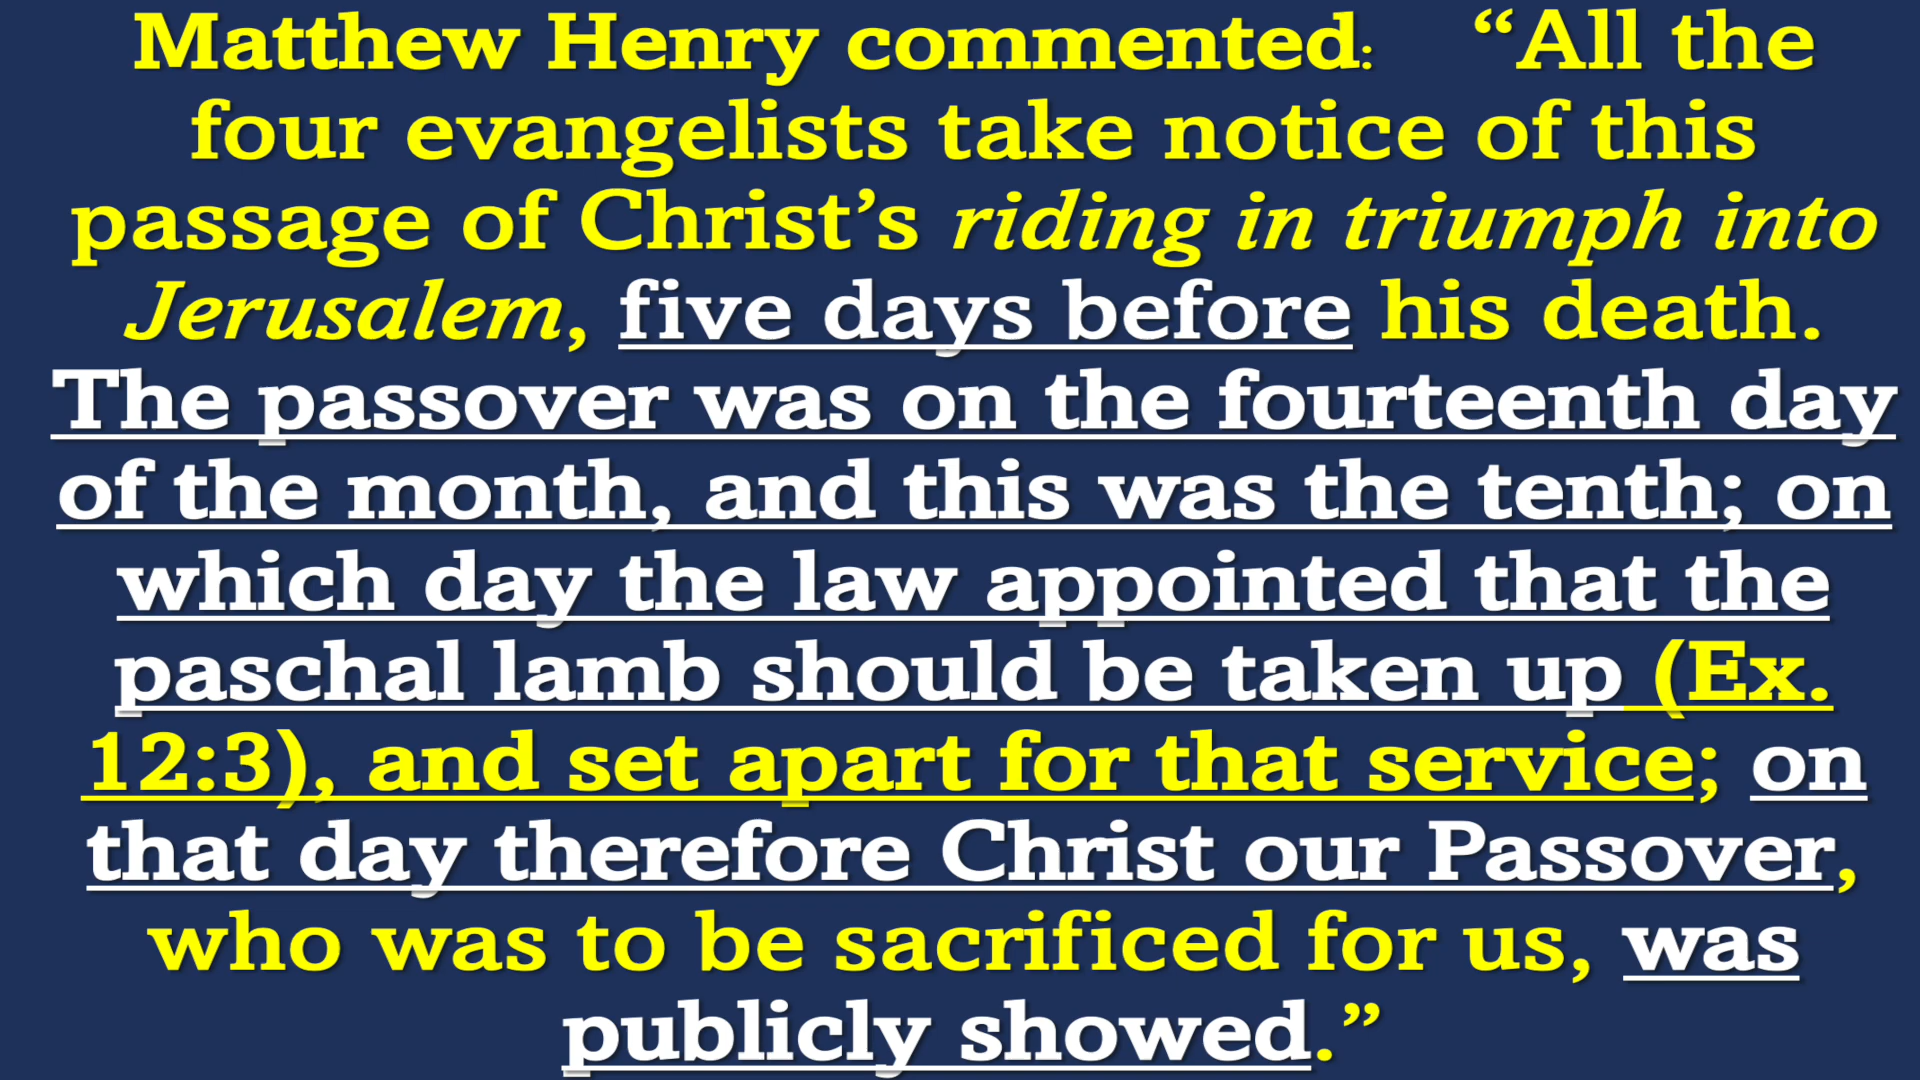 Matthew Henry commented: “All the
four evangelists take notice of this
passage of Christ’s riding in triumph into
Jerusalem, five days before his death.
The passover was on the fourteenth day
of the month, and this was the tenth; on
which day the law appointed that the
paschal lamb should be taken up (Ex.
12:3), and set apart for that service; on
that day therefore Christ our Passover,
who was to be sacrificed for us, was
publicly showed.”